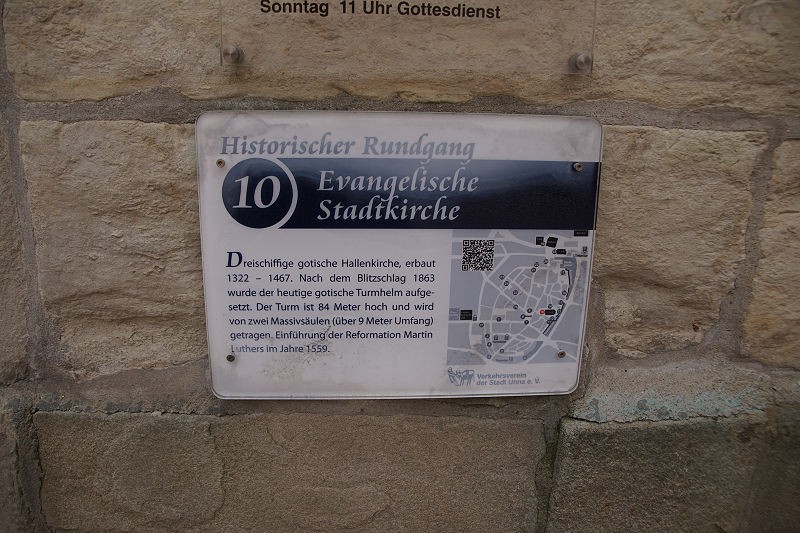 Sonntag 11 Uhr Gottesdienst
Historischer Rundgang
10
Evangelische
Stadtkirche
Dreischiffige gotische Hallenkirche, erbaut
1322 – 1467. Nach dem Blitzschlag 1863
wurde der heutige gotische Turmhelm aufge-
setzt. Der Turm ist 84 Meter hoch und wird
von zwei Massivsäulen (über 9 Meter Umfang)
getragen. Einführung der Reformation Martin
Luthers im Jahre 1559.
Verkehrsverein
der Stadt Unna e. V.